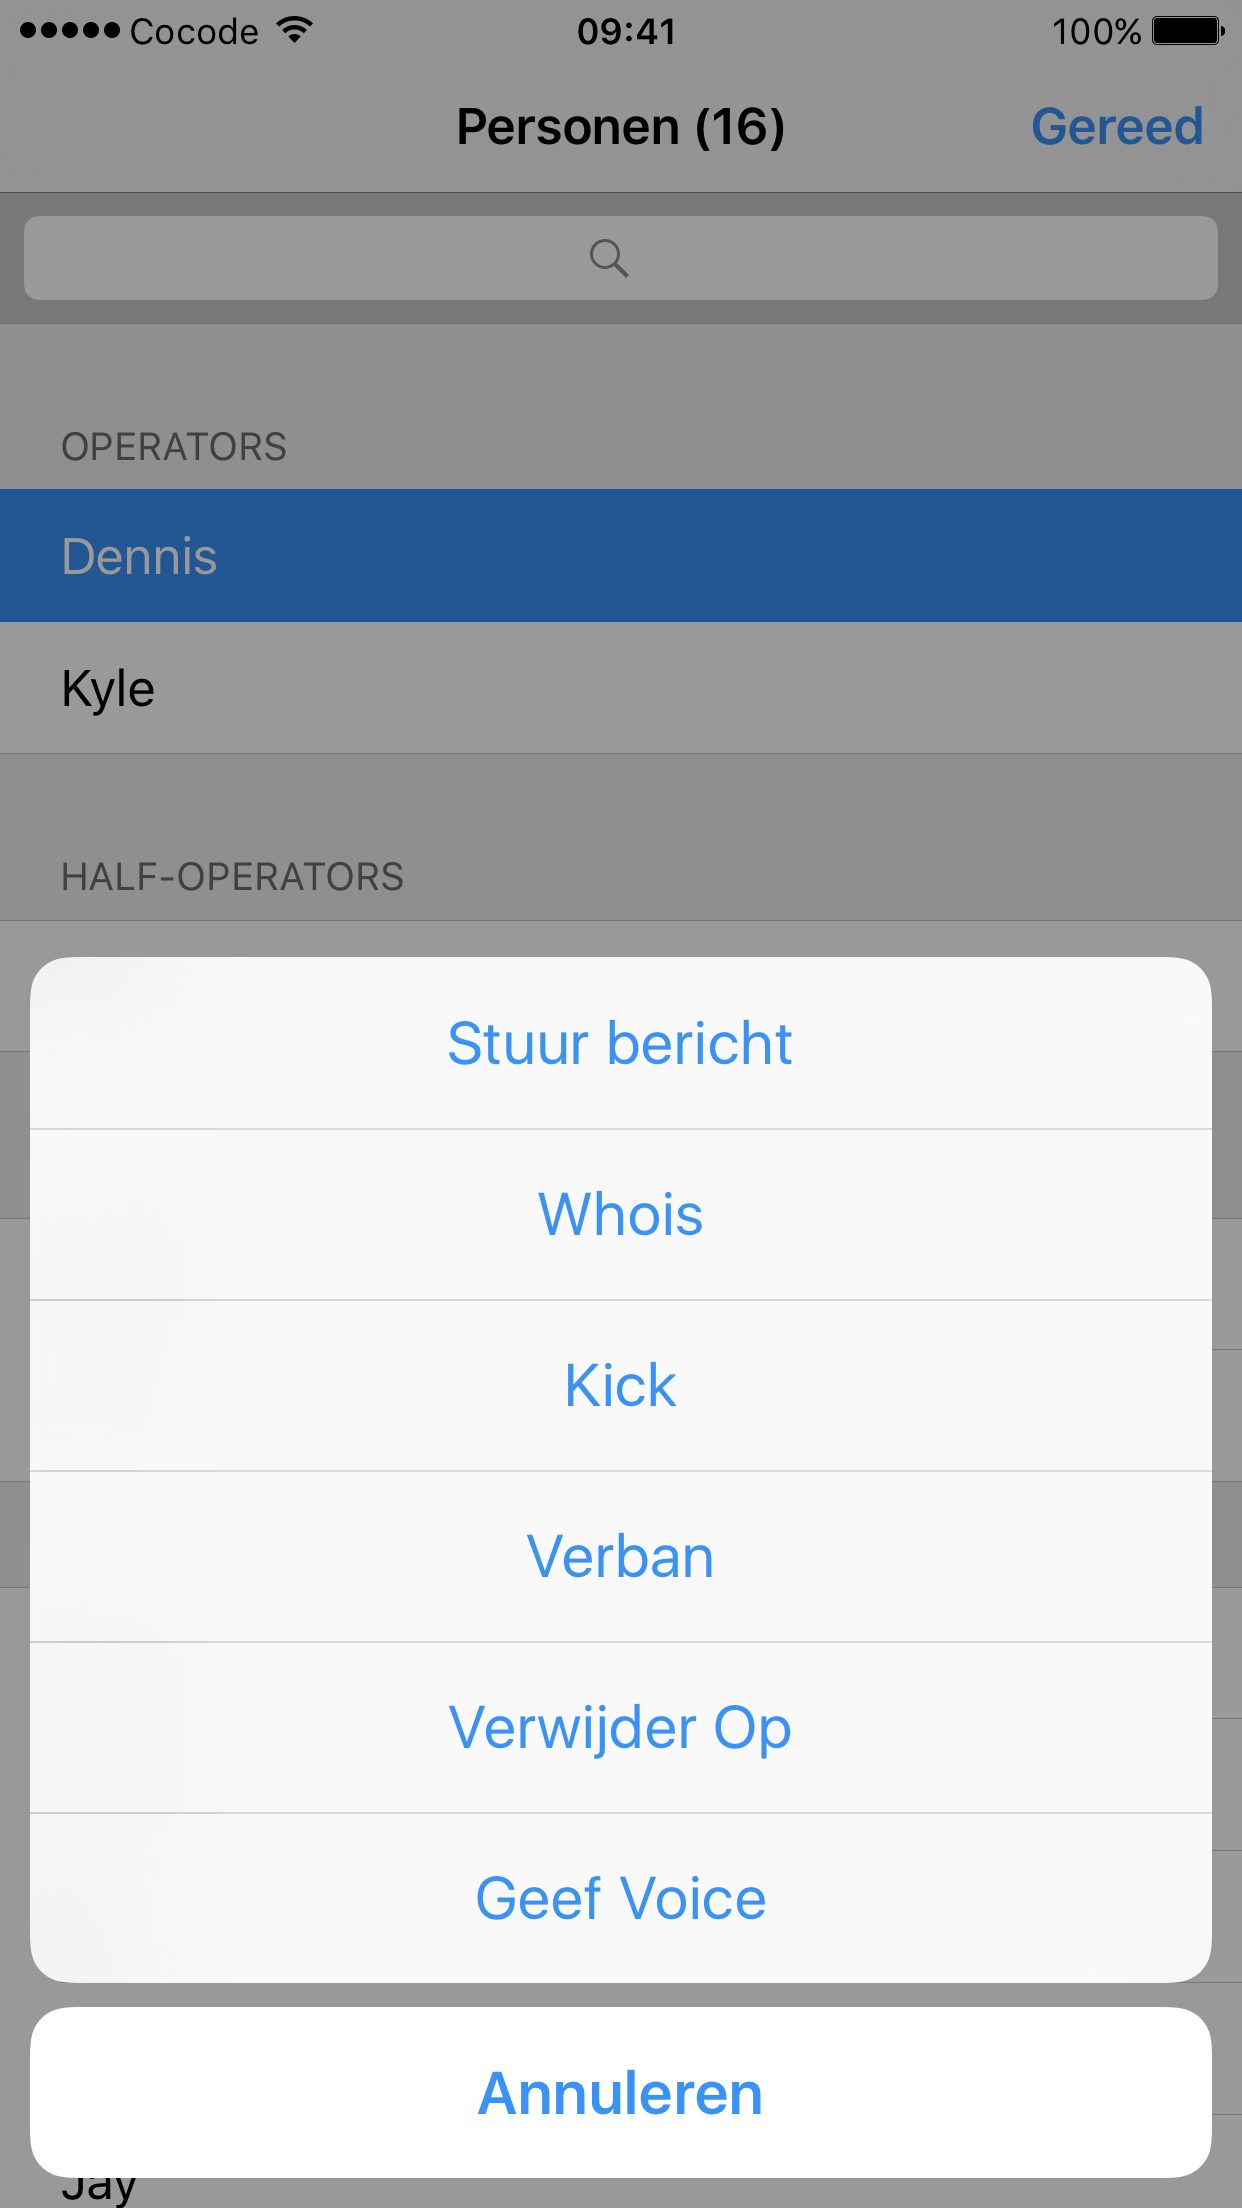 Cocode 09:41 100%
Personen (16) Gereed
OPERATORS
Dennis
Kyle
HALF-OPERATORS
Stuur bericht
Whois
Kick
Verban
Verwijder Op
Geef Voice
Annuleren
Jay